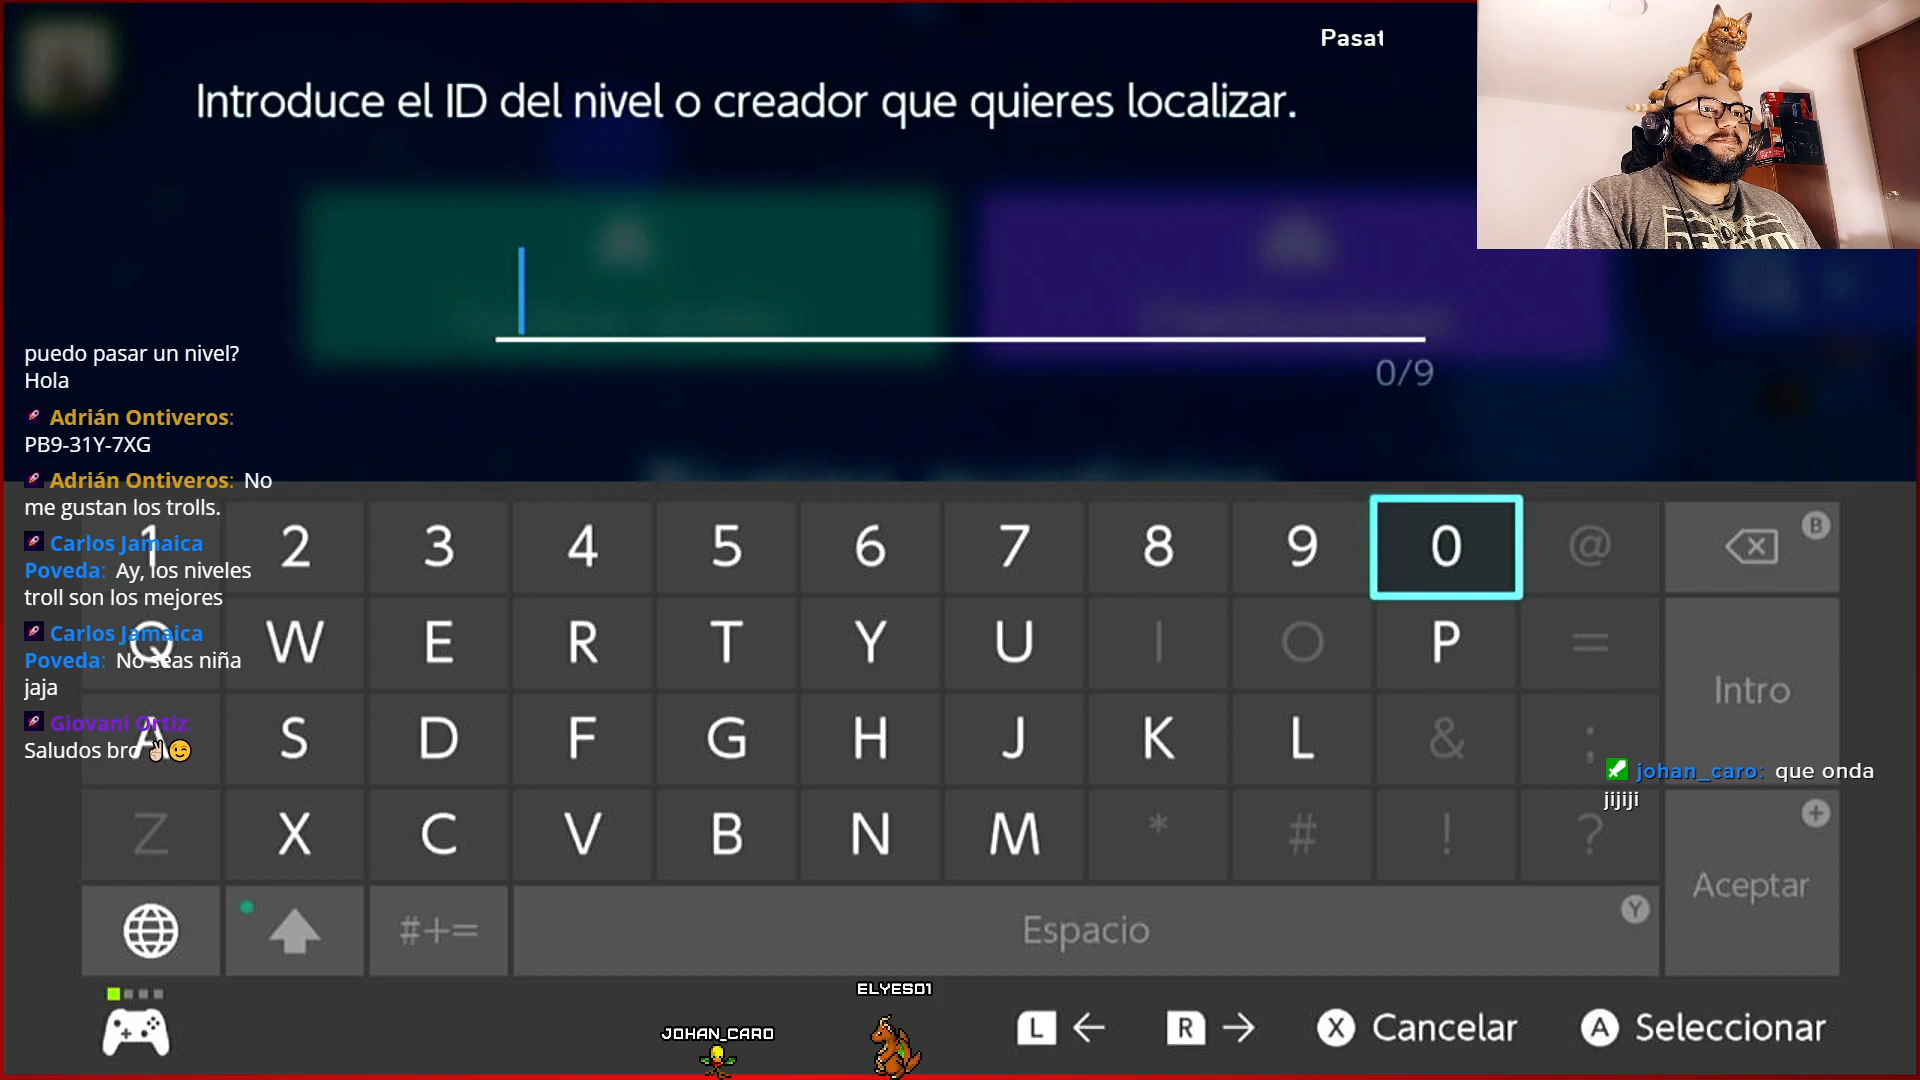 Pasat
Introduce el ID del nivel o creador que quieres localizar.
0/9
puedo pasar un nivel?
Hola
Adrián Ontiveros:
PB9-31Y-7XG
Adrián Ontiveros: No
me gustan los trolls.
Carlos Jamaica
Poveda: Ay, los niveles
troll son los mejores
Carlos Jamaica
Poveda: No seas niña
jaja
Giovani Ortiz:
Saludos bro✌🏻😉
1 2 3 4 5 6 7 8 9 0 @ B
Q W E R T Y U I O P =
Intro
A S D F G H J K L & ;
johan_caro: que onda
jijiji
Z X C V B N M * # ! ? +
Aceptar
#+= Espacio Y
ELYES01
JOHAN_CARO
L ← R → X Cancelar A Seleccionar